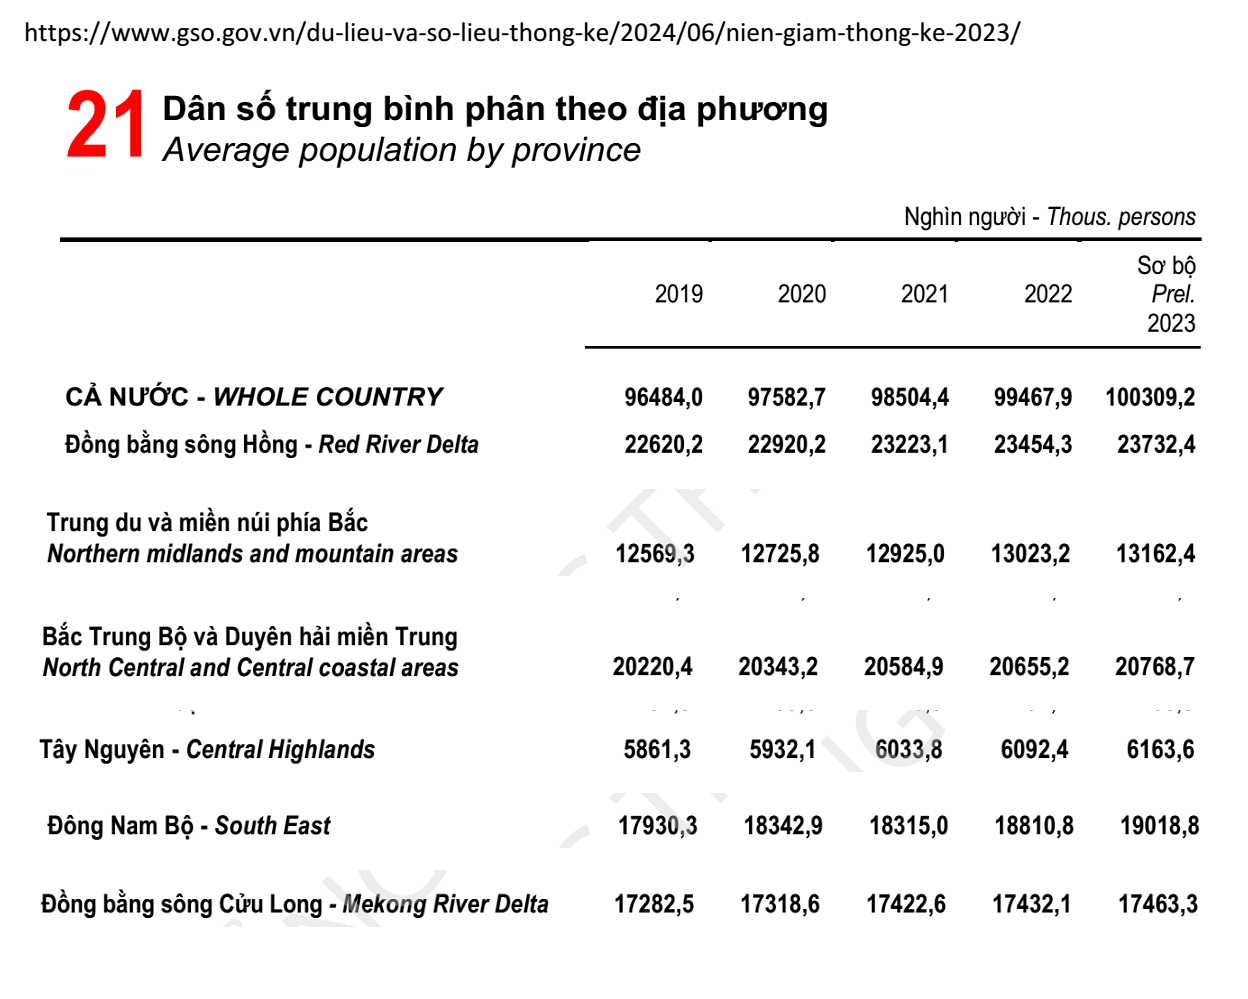 https://www.gso.gov.vn/du-lieu-va-so-lieu-thong-ke/2024/06/nien-giam-thong-ke-2023/
21 Dân số trung bình phân theo địa phương
Average population by province
Nghìn người - Thous. persons
2019 2020 2021 2022 Sơ bộ Prel. 2023
CẢ NƯỚC - WHOLE COUNTRY 96484,0 97582,7 98504,4 99467,9 100309,2
Đồng bằng sông Hồng - Red River Delta 22620,2 22920,2 23223,1 23454,3 23732,4
Trung du và miền núi phía Bắc
Northern midlands and mountain areas 12569,3 12725,8 12925,0 13023,2 13162,4
Bắc Trung Bộ và Duyên hải miền Trung
North Central and Central coastal areas 20220,4 20343,2 20584,9 20655,2 20768,7
Tây Nguyên - Central Highlands 5861,3 5932,1 6033,8 6092,4 6163,6
Đông Nam Bộ - South East 17930,3 18342,9 18315,0 18810,8 19018,8
Đồng bằng sông Cửu Long - Mekong River Delta 17282,5 17318,6 17422,6 17432,1 17463,3